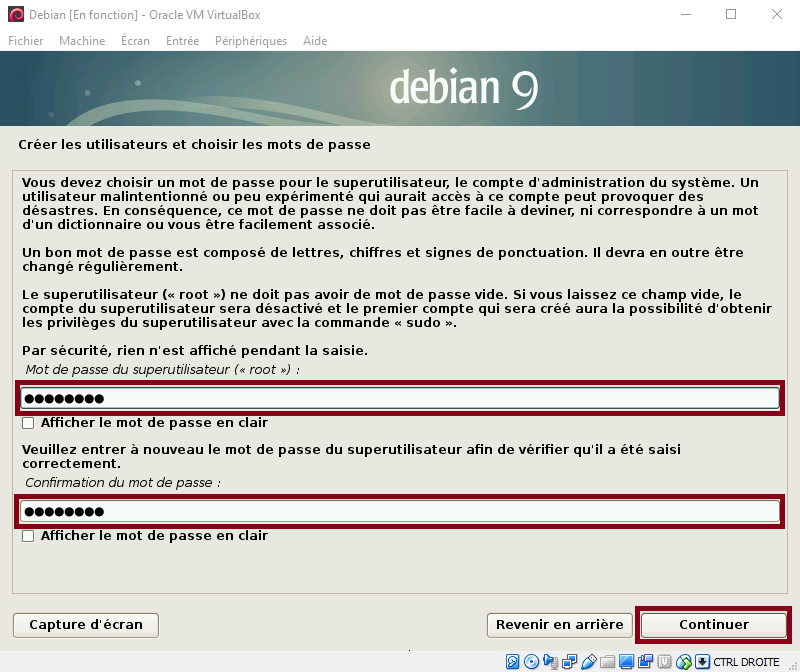 Debian [En fonction] - Oracle VM VirtualBox
Fichier Machine Écran Entrée Périphériques Aide
debian 9
Créer les utilisateurs et choisir les mots de passe
Vous devez choisir un mot de passe pour le superutilisateur, le compte d'administration du système. Un
utilisateur malintentionné ou peu expérimenté qui aurait accès à ce compte peut provoquer des
désastres. En conséquence, ce mot de passe ne doit pas être facile à deviner, ni correspondre à un mot
d'un dictionnaire ou vous être facilement associé.
Un bon mot de passe est composé de lettres, chiffres et signes de ponctuation. Il devra en outre être
changé régulièrement.
Le superutilisateur (« root ») ne doit pas avoir de mot de passe vide. Si vous laissez ce champ vide, le
compte du superutilisateur sera désactivé et le premier compte qui sera créé aura la possibilité d'obtenir
les privilèges du superutilisateur avec la commande « sudo ».
Par sécurité, rien n'est affiché pendant la saisie.
Mot de passe du superutilisateur (« root ») :
●●●●●●●●
Afficher le mot de passe en clair
Veuillez entrer à nouveau le mot de passe du superutilisateur afin de vérifier qu'il a été saisi
correctement.
Confirmation du mot de passe :
●●●●●●●●
Afficher le mot de passe en clair
Capture d'écran Revenir en arrière Continuer
CTRL DROITE